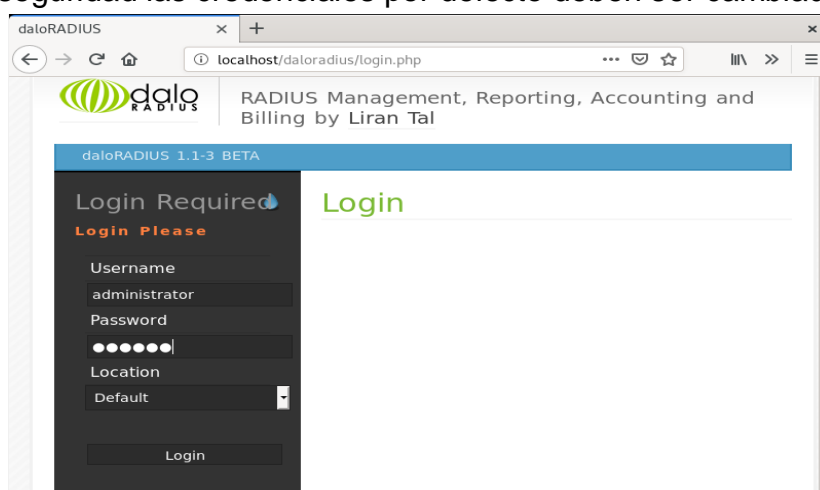 seguridad las credenciales por defecto deben ser cambiad
daloRADIUS
localhost/daloradius/login.php
dalo
RADIUS
RADIUS Management, Reporting, Accounting and
Billing by Liran Tal
daloRADIUS 1.1-3 BETA
Login Required
Login Please
Login
Username
administrator
Password
Location
Default
Login